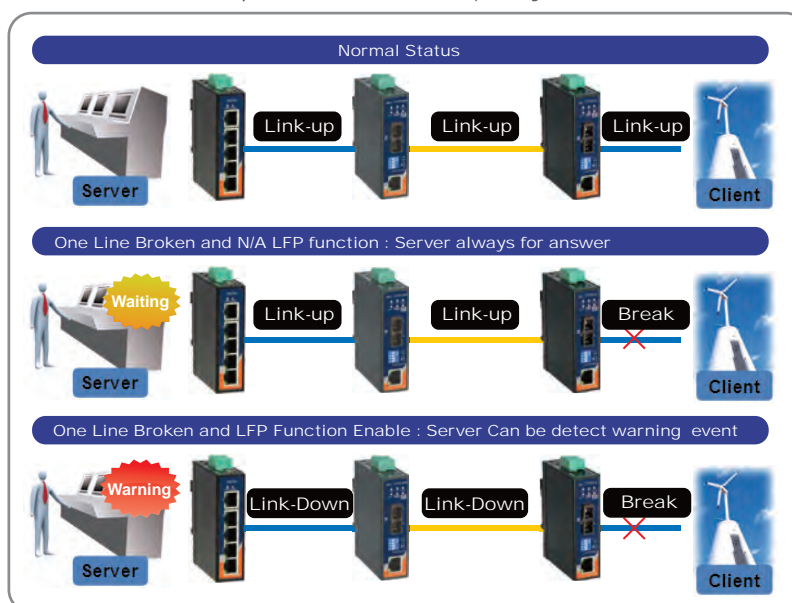 Normal Status
Link-up
Link-up
Link-up
Server
Client
One Line Broken and N/A LFP function : Server always for answer
Waiting
Link-up
Link-up
Break
Server
Client
One Line Broken and LFP Function Enable : Server Can be detect warning event
Warning
Link-Down
Link-Down
Break
Server
Client